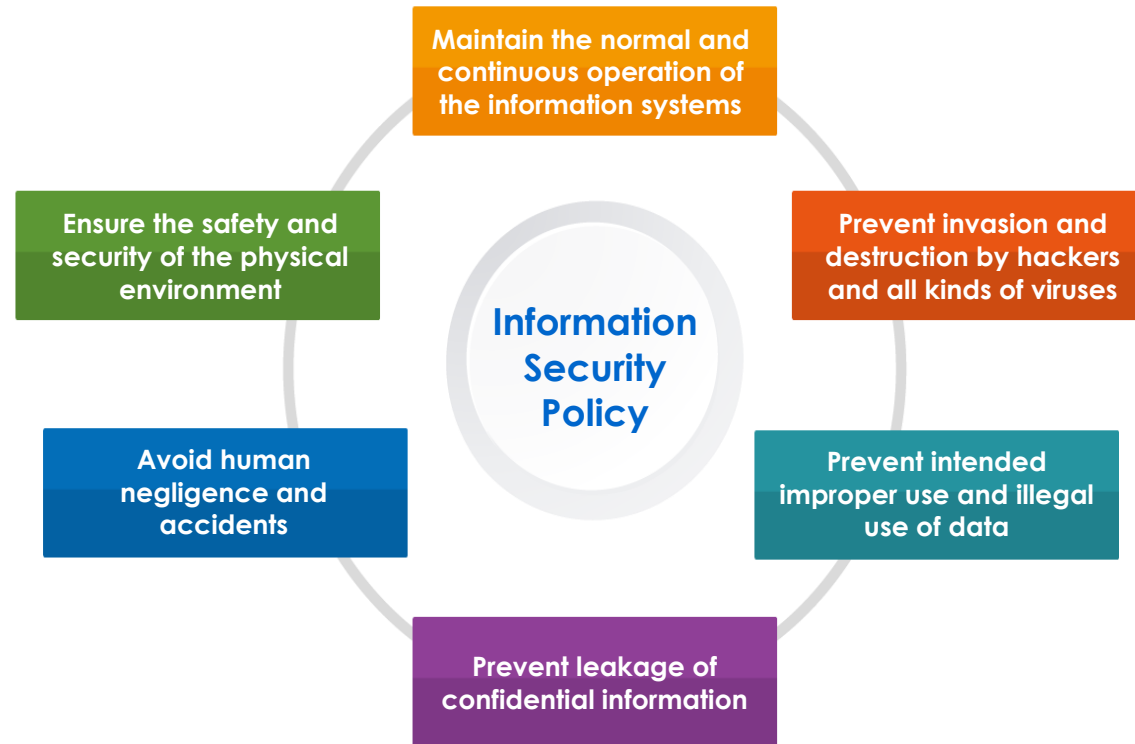 Maintain the normal and
continuous operation of
the information systems
Prevent invasion and
destruction by hackers
and all kinds of viruses
Prevent intended
improper use and illegal
use of data
Prevent leakage of
confidential information
Avoid human
negligence and
accidents
Ensure the safety and
security of the physical
environment
Information
Security
Policy